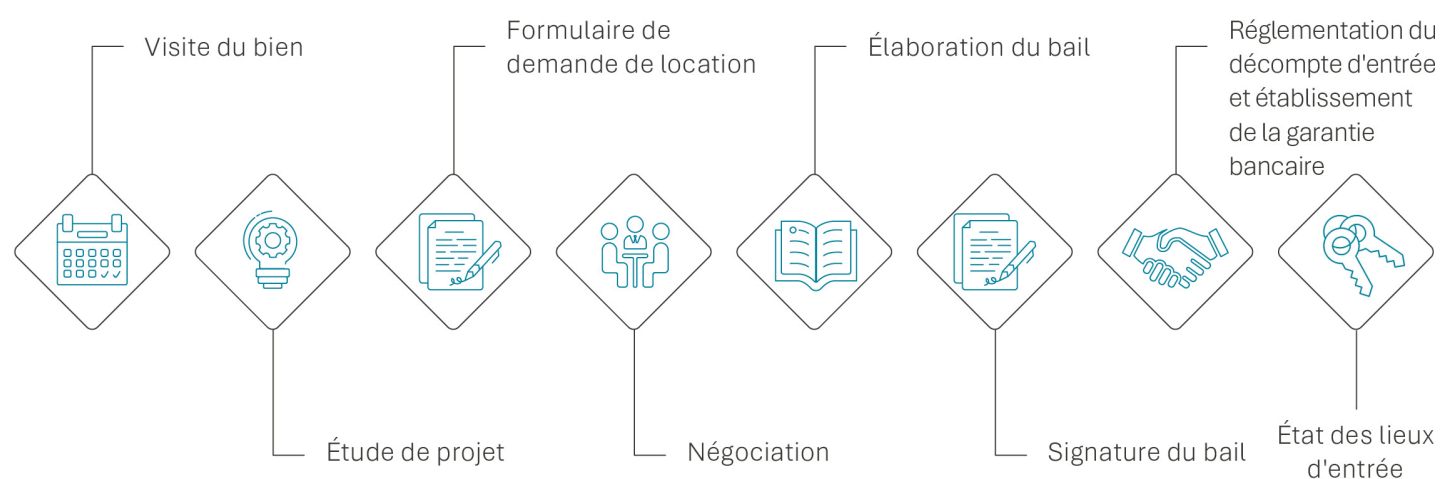 Visite du bien
Étude de projet
Formulaire de
demande de location
Négociation
Élaboration du bail
Signature du bail
Réglementation du
décompte d'entrée
et établissement
de la garantie
bancaire
État des lieux
d'entrée